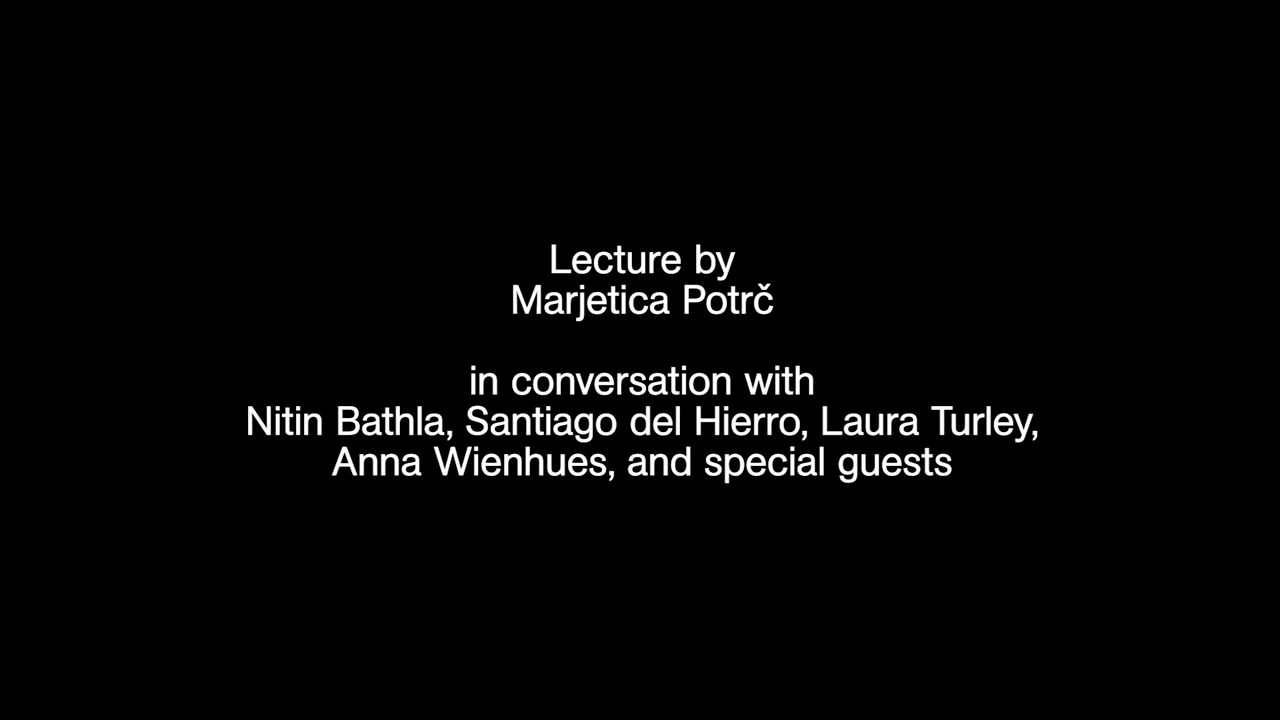 Lecture by
Marjetica Potrč
in conversation with
Nitin Bathla, Santiago del Hierro, Laura Turley,
Anna Wienhues, and special guests